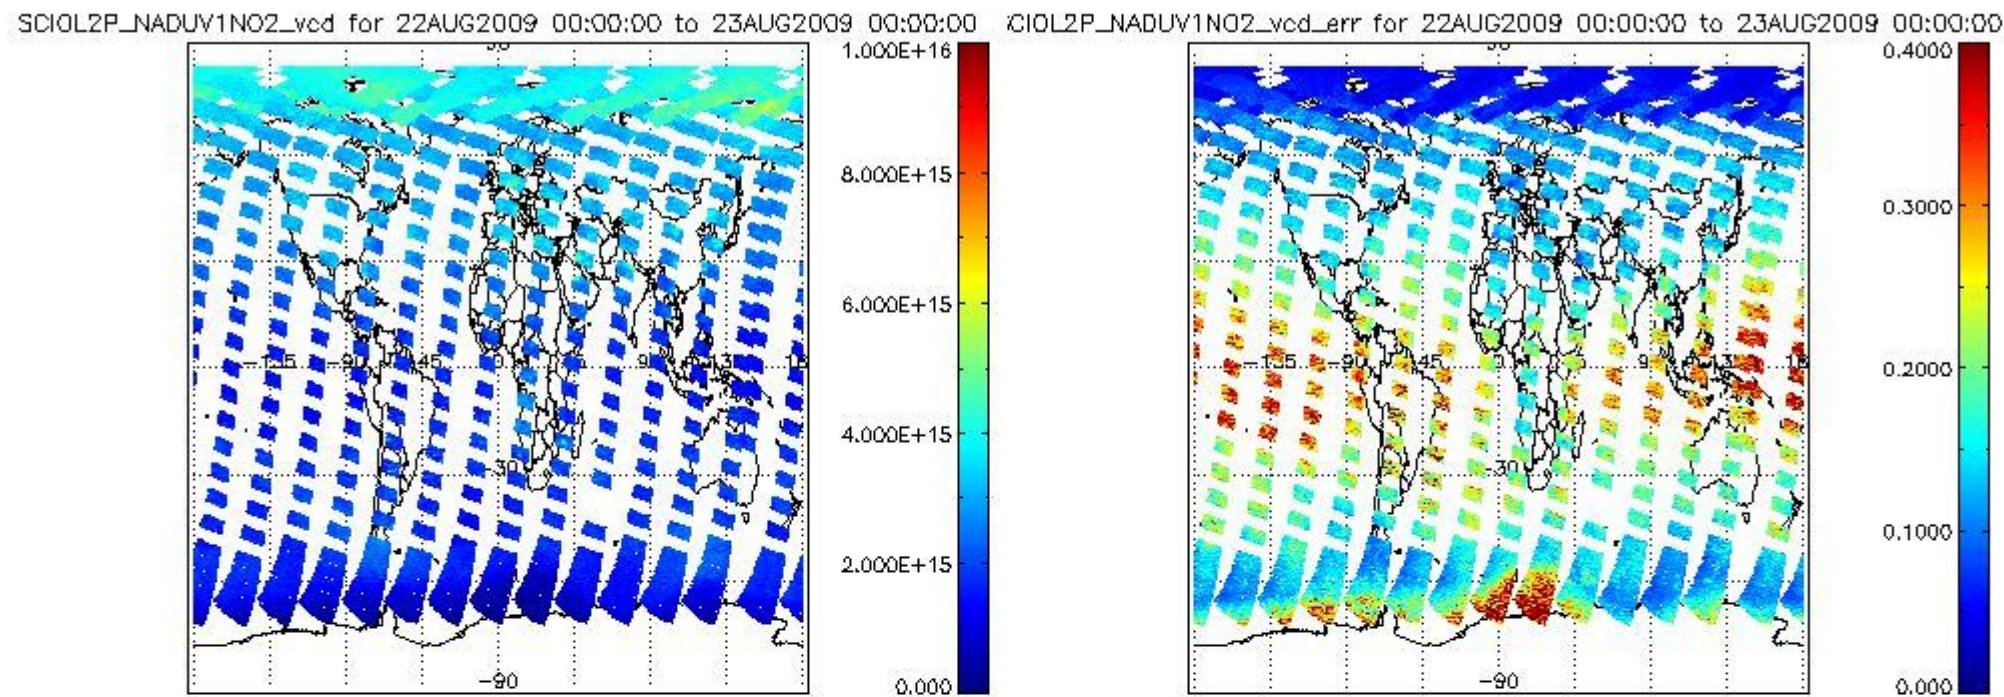 SCIOL2P_NADUV1NO2_vcd for 22AUG2009 00:00:00 to 23AUG2009 00:00:00
1.000E+16
8.000E+15
6.000E+15
4.000E+15
2.000E+15
0.000
-135 -90 -45 0
-30
-90
CIOL2P_NADUV1NO2_vcd_err for 22AUG2009 00:00:00 to 23AUG2009 00:00:00
0.4000
0.3000
0.2000
0.1000
0.000
-135 -90 -45
-30
-90